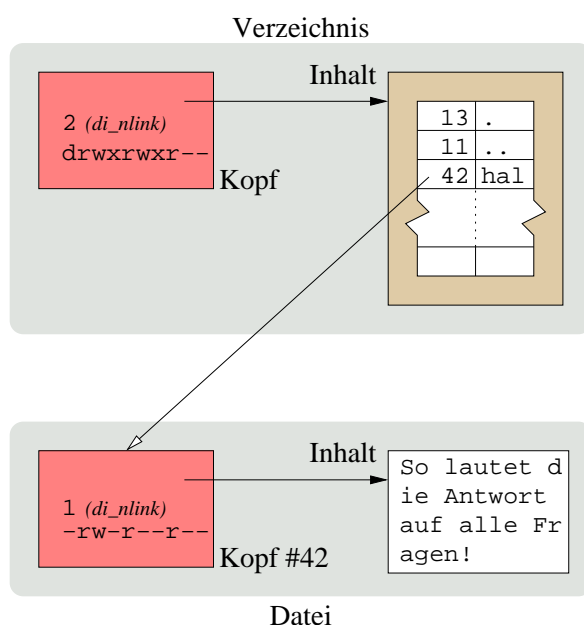 Verzeichnis
Inhalt
2 (di_nlink)
drwxrwxr--
Kopf
13 .
11 ..
42 hal
Inhalt
1 (di_nlink)
-rw-r--r--
Kopf #42
So lautet d
ie Antwort
auf alle Fr
agen!
Datei